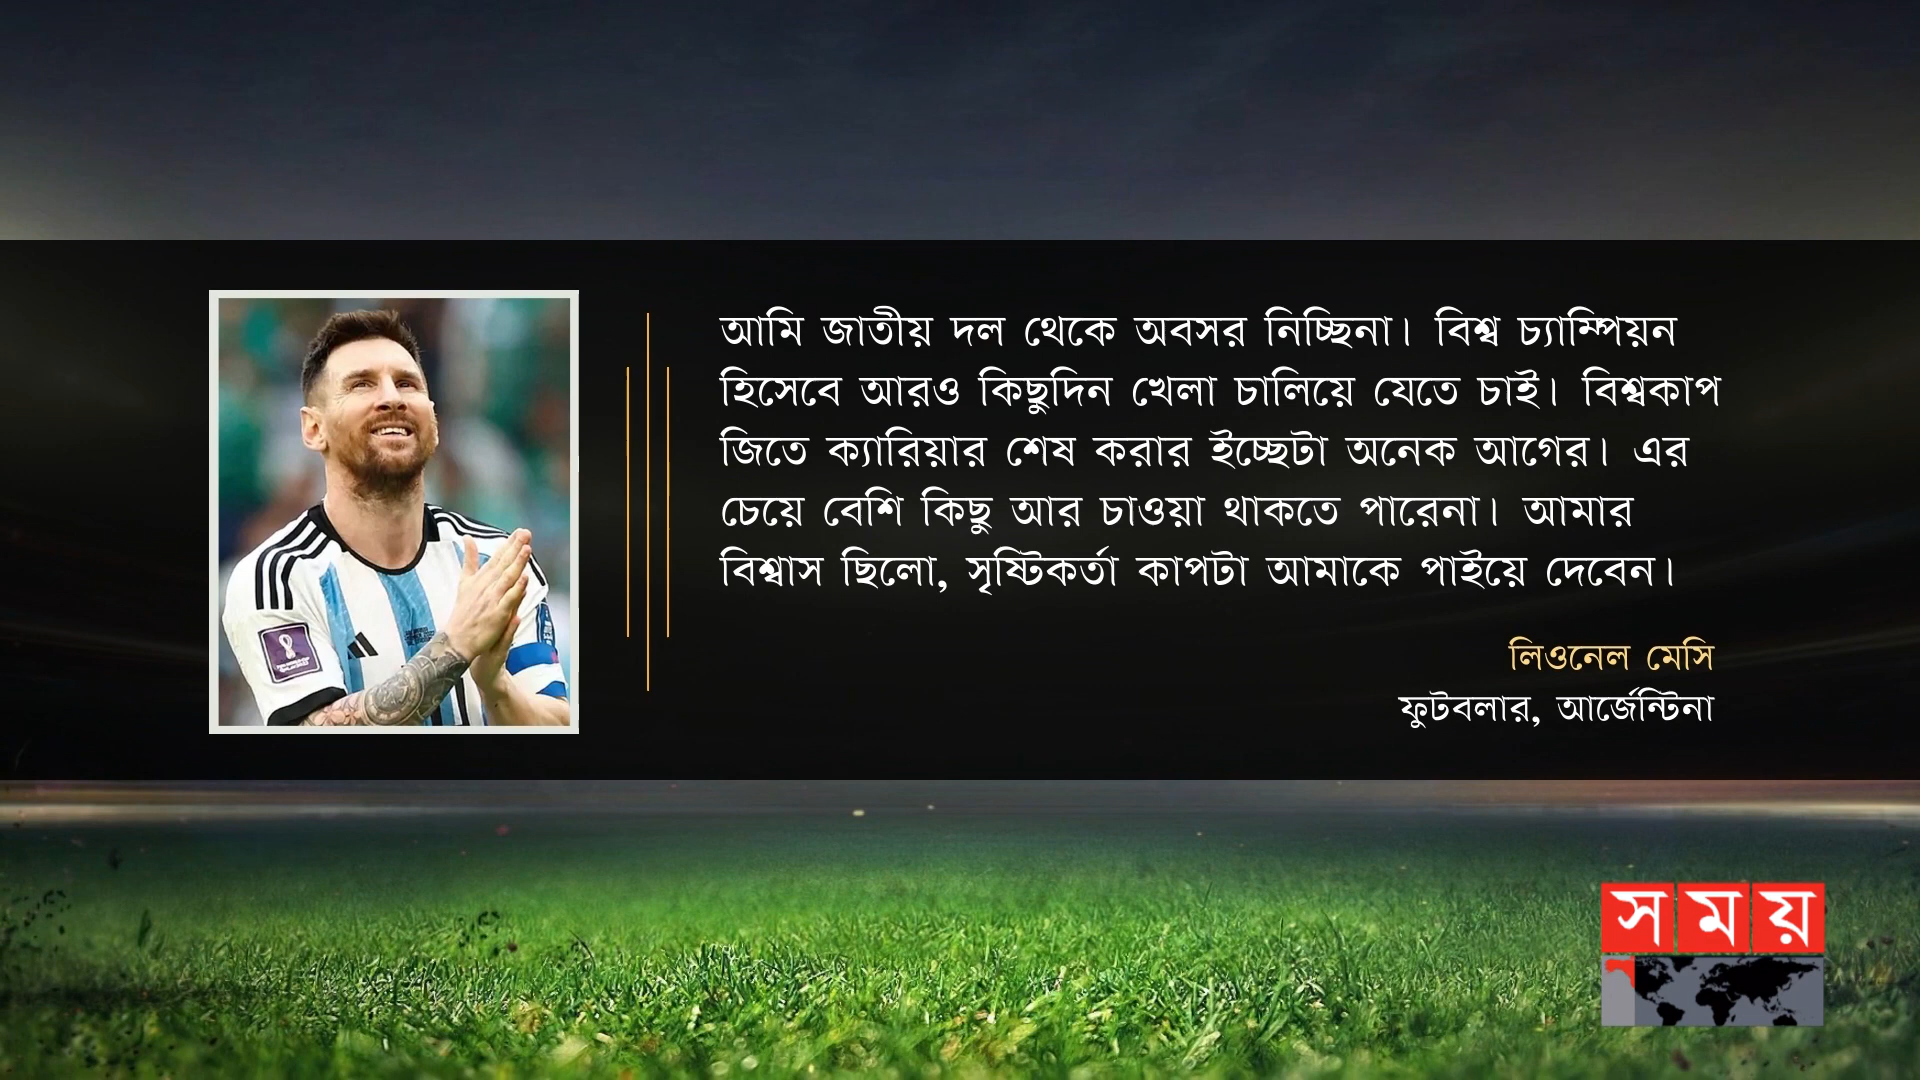 আমি জাতীয় দল থেকে অবসর নিচ্ছিনা। বিশ্ব চ্যাম্পিয়ন
হিসেবে আরও কিছুদিন খেলা চালিয়ে যেতে চাই। বিশ্বকাপ
জিতে ক্যারিয়ার শেষ করার ইচ্ছেটা অনেক আগের। এর
চেয়ে বেশি কিছু আর চাওয়া থাকতে পারেনা। আমার
বিশ্বাস ছিলো, সৃষ্টিকর্তা কাপটা আমাকে পাইয়ে দেবেন।
লিওনেল মেসি
ফুটবলার, আর্জেন্টিনা
সময়